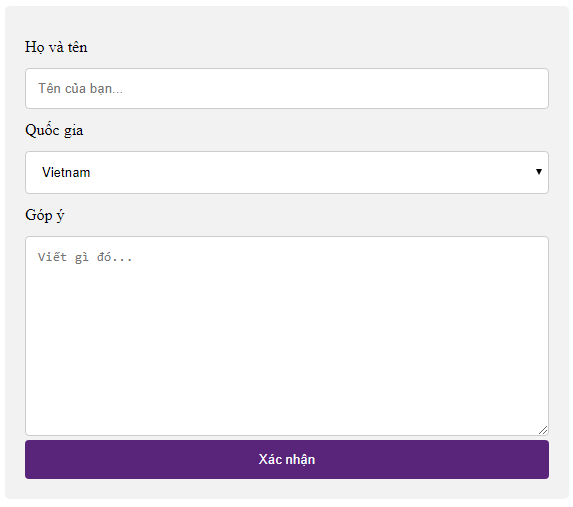 Họ và tên
Tên của bạn...
Quốc gia
Vietnam
Góp ý
Viết gì đó...
Xác nhận